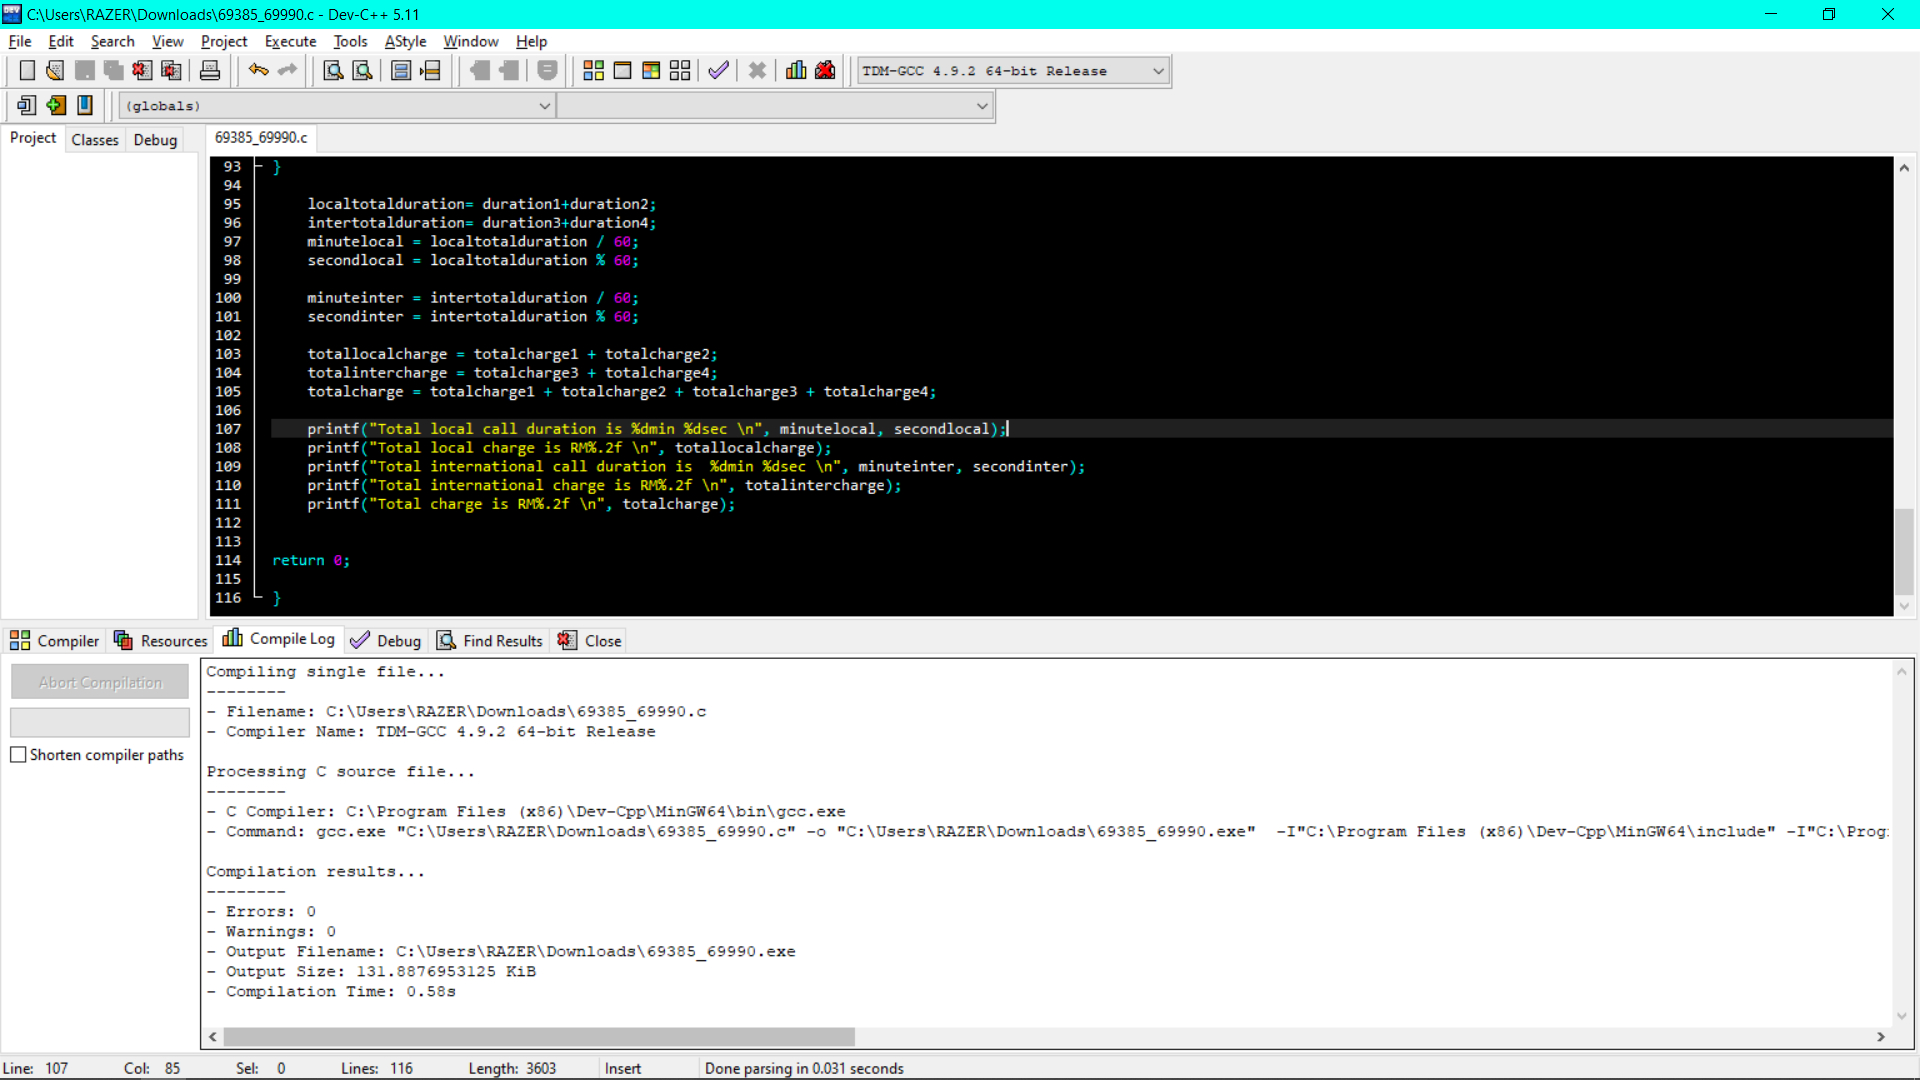 C:\Users\RAZER\Downloads\69385_69990.c - Dev-C++ 5.11
File Edit Search View Project Execute Tools AStyle Window Help
TDM-GCC 4.9.2 64-bit Release
(globals)
Project Classes Debug
69385_69990.c
93 }
94
95 localtotalduration= duration1+duration2;
96 intertotalduration= duration3+duration4;
97 minutelocal = localtotalduration / 60;
98 secondlocal = localtotalduration % 60;
99
100 minuteinter = intertotalduration / 60;
101 secondinter = intertotalduration % 60;
102
103 totallocalcharge = totalcharge1 + totalcharge2;
104 totalintercharge = totalcharge3 + totalcharge4;
105 totalcharge = totalcharge1 + totalcharge2 + totalcharge3 + totalcharge4;
106
107 printf("Total local call duration is %dmin %dsec \n", minutelocal, secondlocal);
108 printf("Total local charge is RM%.2f \n", totallocalcharge);
109 printf("Total international call duration is  %dmin %dsec \n", minuteinter, secondinter);
110 printf("Total international charge is RM%.2f \n", totalintercharge);
111 printf("Total charge is RM%.2f \n", totalcharge);
112
113
114 return 0;
115
116 }
Compiler Resources Compile Log Debug Find Results Close
Abort Compilation
Shorten compiler paths
Compiling single file...
--------
- Filename: C:\Users\RAZER\Downloads\69385_69990.c
- Compiler Name: TDM-GCC 4.9.2 64-bit Release
Processing C source file...
--------
- C Compiler: C:\Program Files (x86)\Dev-Cpp\MinGW64\bin\gcc.exe
- Command: gcc.exe "C:\Users\RAZER\Downloads\69385_69990.c" -o "C:\Users\RAZER\Downloads\69385_69990.exe"  -I"C:\Program Files (x86)\Dev-Cpp\MinGW64\include" -I"C:\Prog
Compilation results...
--------
- Errors: 0
- Warnings: 0
- Output Filename: C:\Users\RAZER\Downloads\69385_69990.exe
- Output Size: 131.8876953125 KiB
- Compilation Time: 0.58s
Line: 107 Col: 85 Sel: 0 Lines: 116 Length: 3603 Insert Done parsing in 0.031 seconds